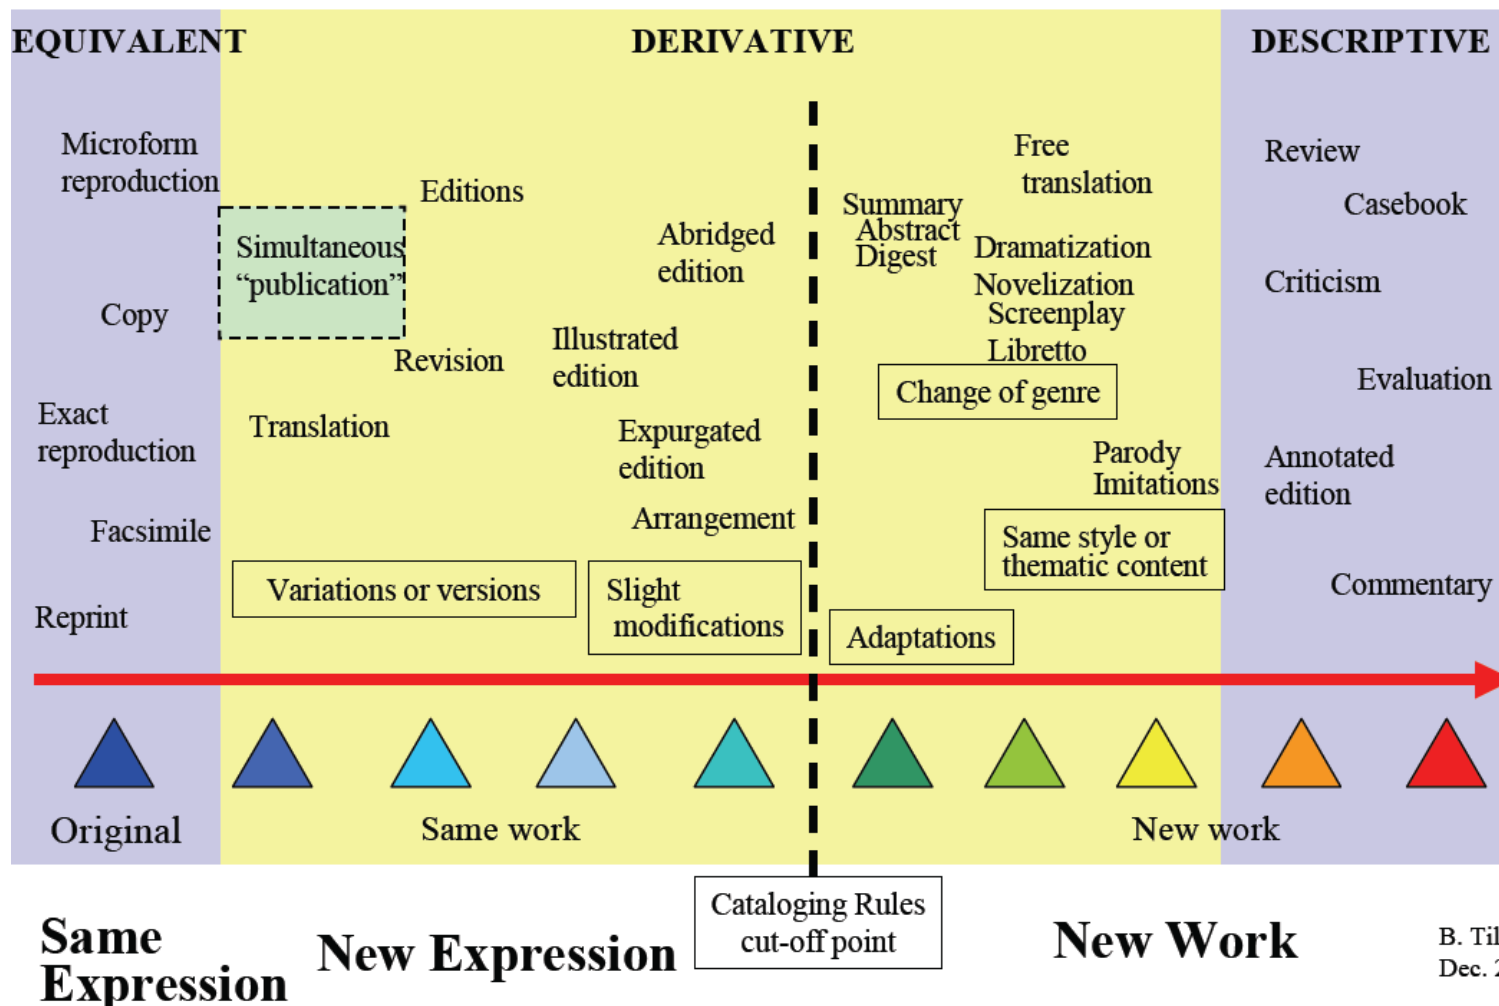 EQUIVALENT
DERIVATIVE
DESCRIPTIVE
Microform
reproduction
Copy
Exact
reproduction
Facsimile
Reprint
Simultaneous
“publication”
Editions
Revision
Translation
Abridged
edition
Illustrated
edition
Expurgated
edition
Arrangement
Variations or versions
Slight
modifications
Free
translation
Summary
Abstract
Digest
Dramatization
Novelization
Screenplay
Libretto
Change of genre
Parody
Imitations
Same style or
thematic content
Adaptations
Review
Casebook
Criticism
Evaluation
Annotated
edition
Commentary
Original
Same work
New work
Same
Expression
New Expression
Cataloging Rules
cut-off point
New Work
B. Til
Dec. 2